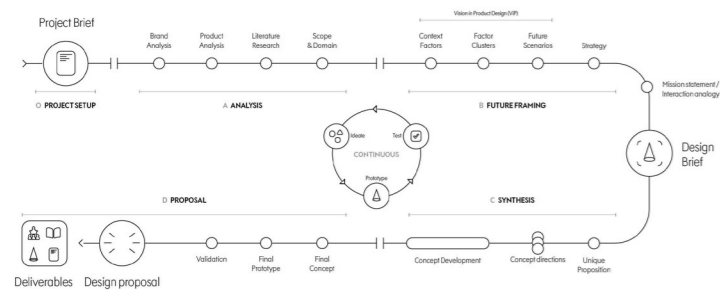 Vision in Product Design (VIP)
Project Brief
Brand
Analysis
Product
Analysis
Literature
Research
Scope
& Domain
Context
Factors
Factor
Clusters
Future
Scenarios
Strategy
Mission statement /
Interaction analogy
O PROJECT SETUP
A ANALYSIS
B FUTURE FRAMING
Ideate
Test
CONTINUOUS
Prototype
Design
Brief
D PROPOSAL
C SYNTHESIS
Deliverables
Design proposal
Validation
Final
Prototype
Final
Concept
Concept Development
Concept directions
Unique
Proposition